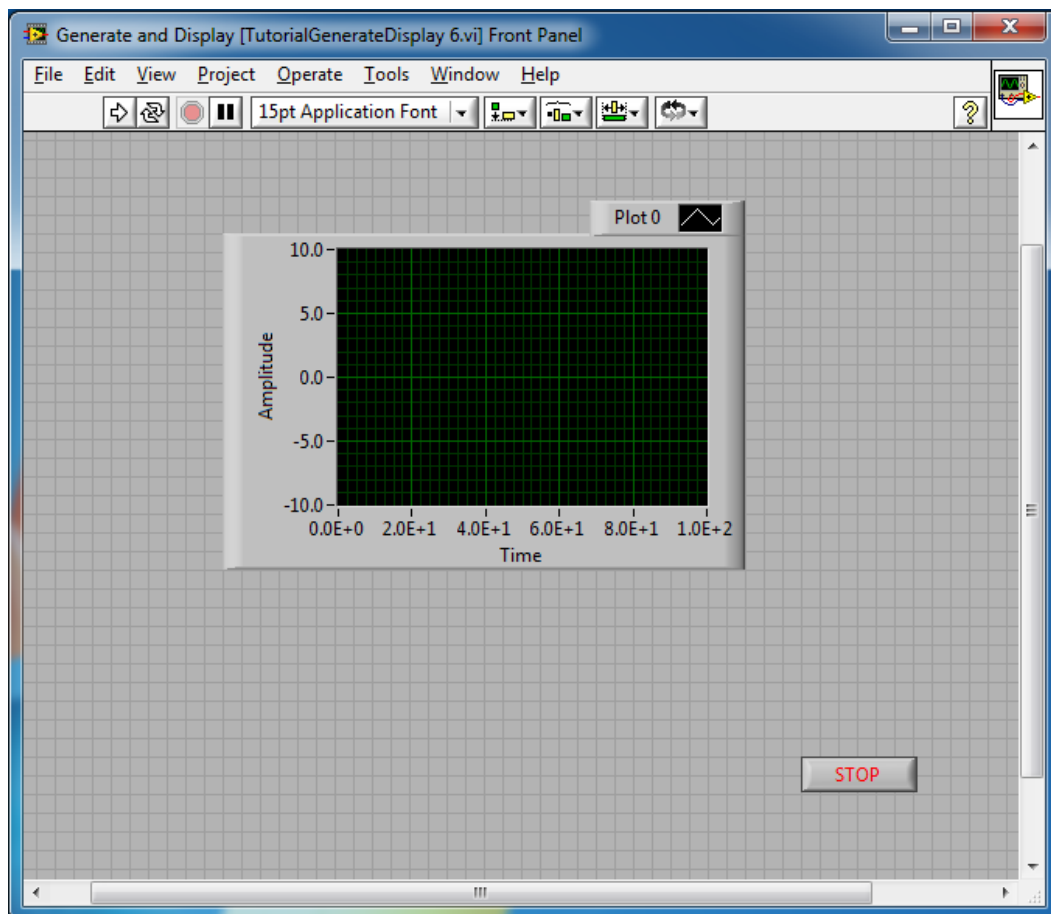 Generate and Display [TutorialGenerateDisplay 6.vi] Front Panel
File Edit View Project Operate Tools Window Help
15pt Application Font
?
Plot 0
10.0
5.0
Amplitude
0.0
-5.0
-10.0
0.0E+0 2.0E+1 4.0E+1 6.0E+1 8.0E+1 1.0E+2
Time
STOP